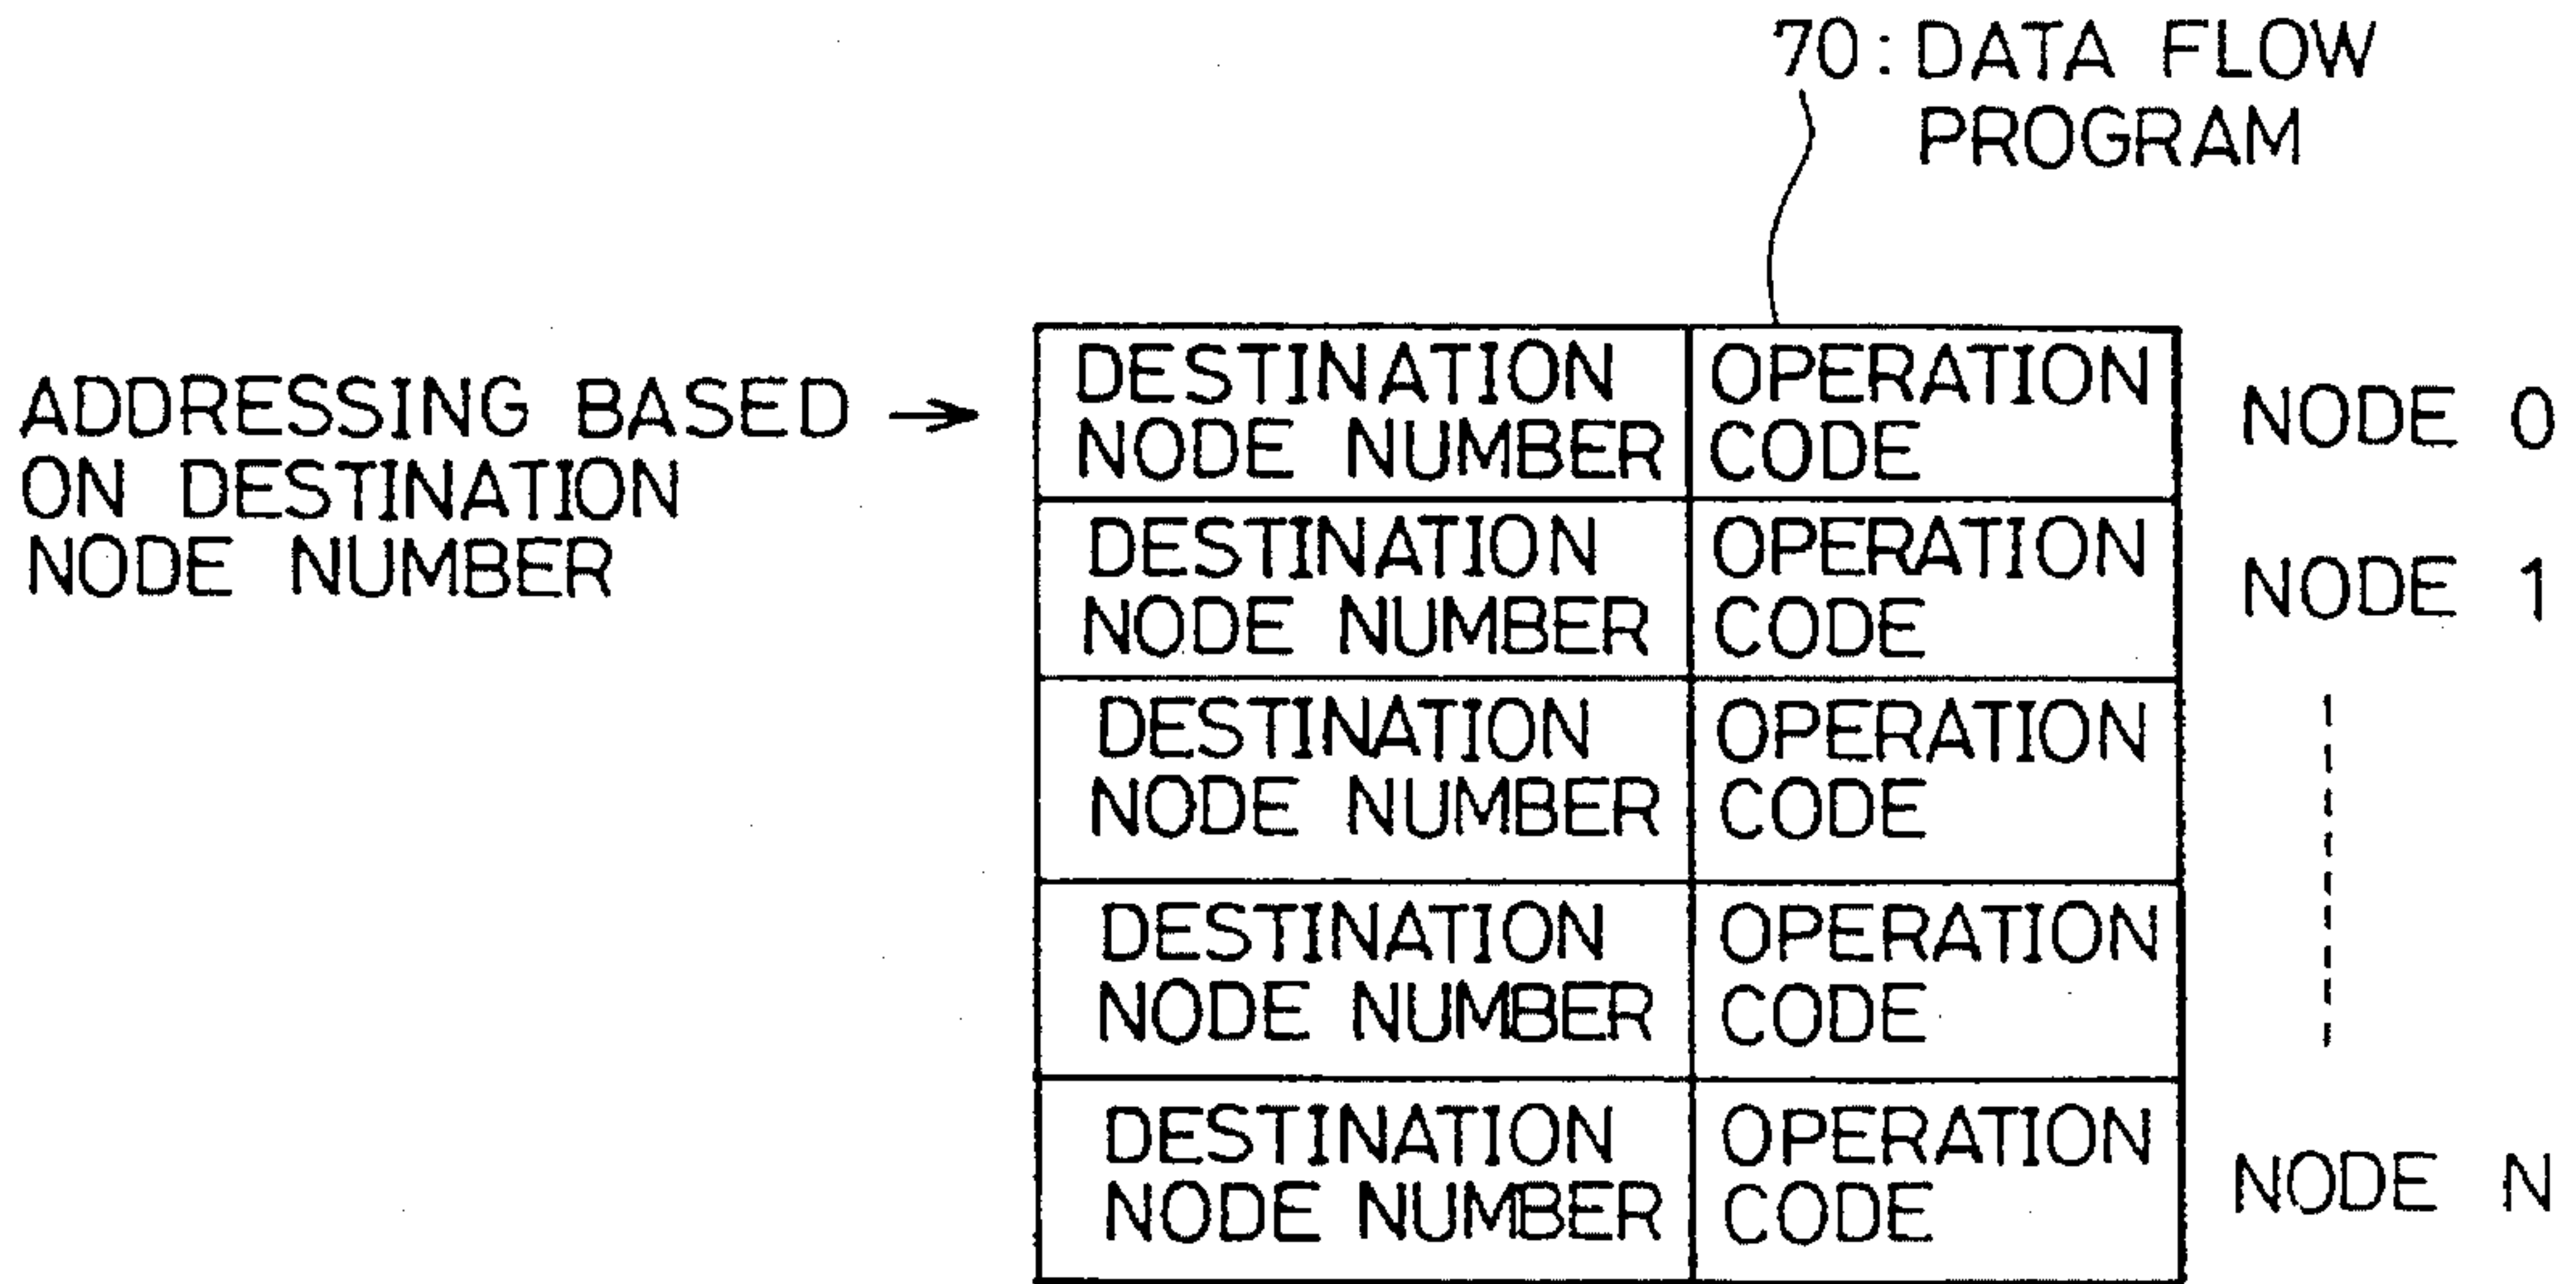 70: DATA FLOW
PROGRAM
ADDRESSING BASED →
ON DESTINATION
NODE NUMBER
DESTINATION
NODE NUMBER
OPERATION
CODE
NODE 0
DESTINATION
NODE NUMBER
OPERATION
CODE
NODE 1
DESTINATION
NODE NUMBER
OPERATION
CODE
DESTINATION
NODE NUMBER
OPERATION
CODE
DESTINATION
NODE NUMBER
OPERATION
CODE
NODE N